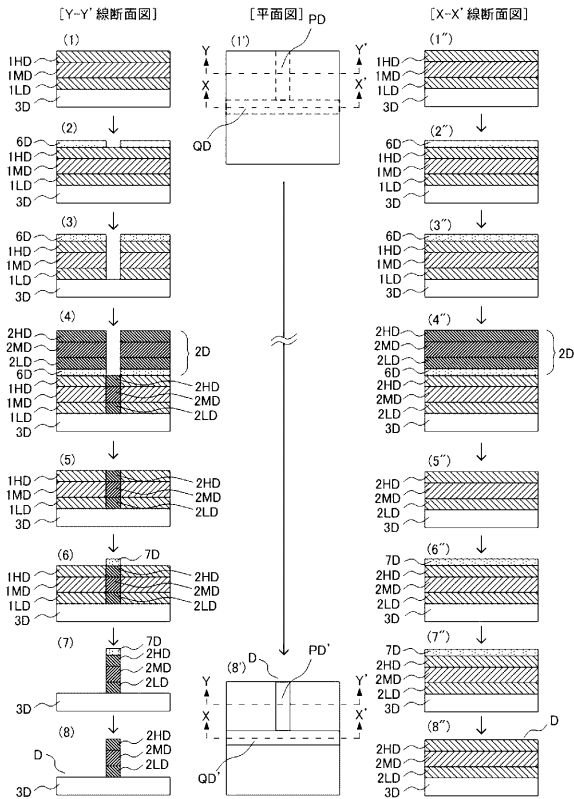 [Y-Y'線断面図]
[平面図]
[X-X'線断面図]
(1)
1HD
1MD
1LD
3D
(2)
6D
1HD
1MD
1LD
3D
(3)
6D
1HD
1MD
1LD
3D
(4)
2HD
2MD
2LD
6D
1HD
1MD
1LD
3D
2D
2HD
2MD
2LD
(5)
1HD
1MD
1LD
3D
2HD
2MD
2LD
(6)
7D
1HD
1MD
1LD
3D
2HD
2MD
2LD
(7)
7D
2HD
2MD
2LD
3D
(8)
D
2HD
2MD
2LD
3D
(1')
PD
Y
Y'
X
X'
QD
(8')
D
PD'
Y
Y'
X
X'
QD'
(1")
1HD
1MD
1LD
3D
(2")
6D
1HD
1MD
1LD
3D
(3")
6D
1HD
1MD
1LD
3D
(4")
2HD
2MD
2LD
6D
2HD
2MD
2LD
3D
2D
(5")
2HD
2MD
2LD
3D
(6")
7D
2HD
2MD
2LD
3D
(7")
7D
2HD
2MD
2LD
3D
(8")
D
2HD
2MD
2LD
3D